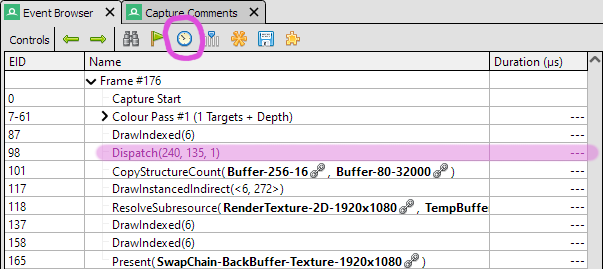 Event Browser × Capture Comments ×
Controls
EID Name Duration (µs)
Frame #176
0 Capture Start
7-61 Colour Pass #1 (1 Targets + Depth) ---
87 DrawIndexed(6) ---
98 Dispatch(240, 135, 1) ---
101 CopyStructureCount( Buffer-256-16 , Buffer-80-32000 ) ---
117 DrawInstancedIndirect(<6, 272>) ---
118 ResolveSubresource( RenderTexture-2D-1920x1080 , TempBuffe ---
137 DrawIndexed(6) ---
158 DrawIndexed(6) ---
165 Present( SwapChain-BackBuffer-Texture-1920x1080 ) ---